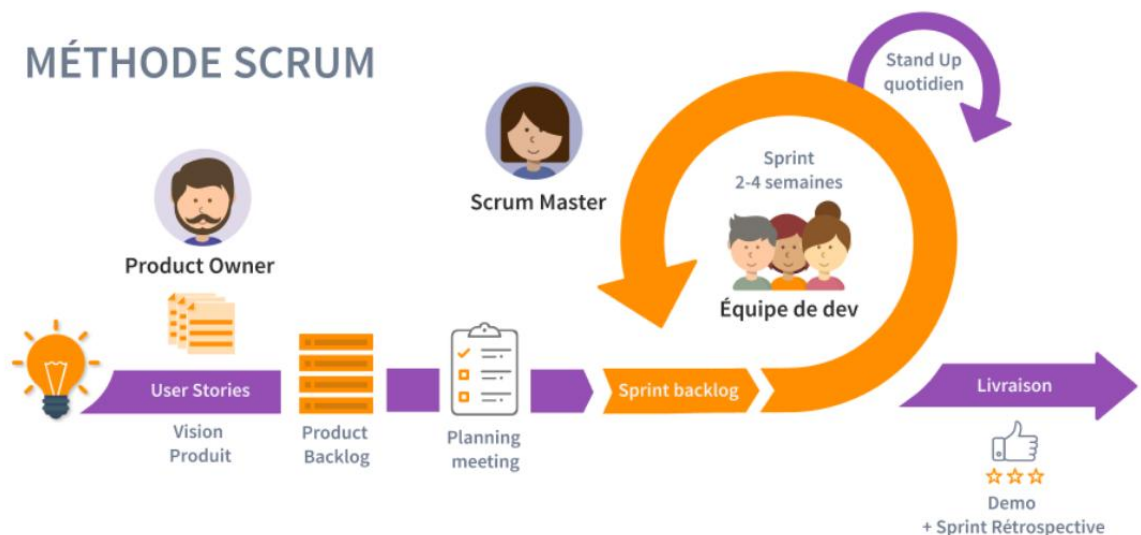 MÉTHODE SCRUM
Stand Up
quotidien
Sprint
2-4 semaines
Scrum Master
Product Owner
Équipe de dev
User Stories
Sprint backlog
Livraison
Vision
Produit
Product
Backlog
Planning
meeting
Demo
+ Sprint Rétrospective